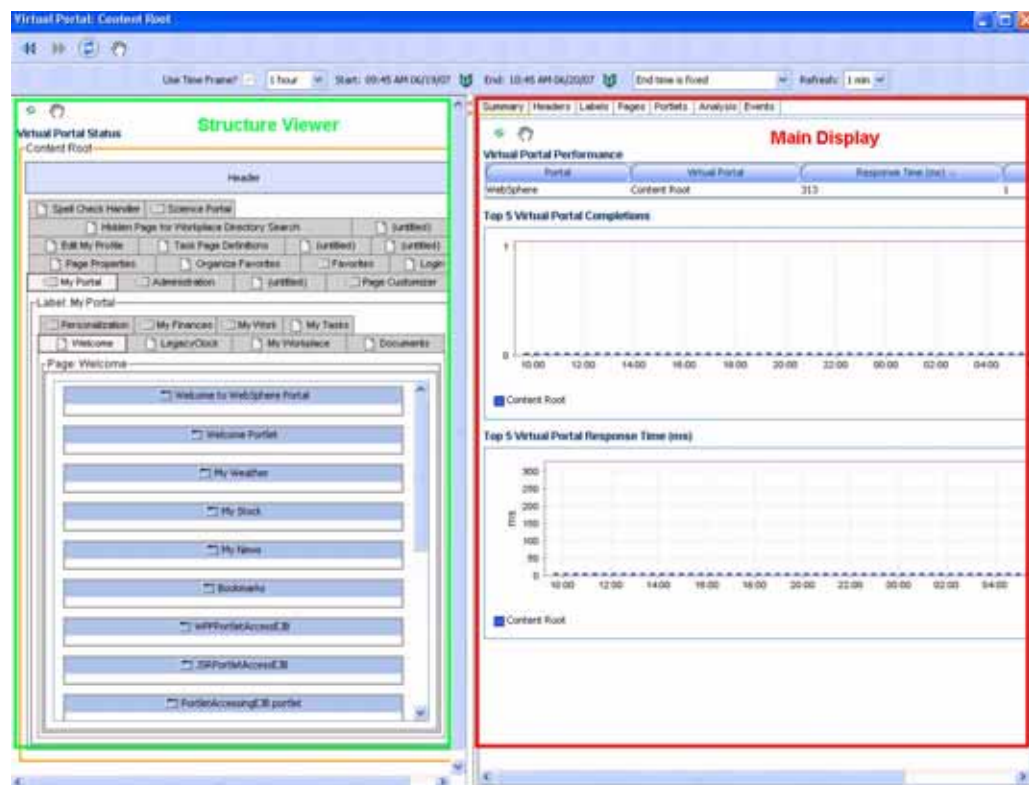 Virtual Portal: Content Root
Use Time Frame? 1 hour Start: 09:45 AM 06/19/07 End: 10:45 AM 06/20/07 End time is fixed Refresh: 1 min
Structure Viewer
Virtual Portal Status
Content Root
Header
Spell Check Handler Science Portal
Hidden Page for Workplace Directory Search (untitled)
Edit My Profile Task Page Definitions (untitled) (untitled)
Page Properties Organize Favorites Favorites Login
My Portal Administration (untitled) Page Customizer
Label: My Portal
Personalization My Finances My Work My Tasks
Welcome LegacyClock My Workplace Documents
Page: Welcome
Welcome to WebSphere Portal
Welcome Portlet
My Weather
My Stock
My News
Bookmarks
JSRPortletAccessEJB
PortletAccessingEJB portlet
Summary Headers Labels Pages Portlets Analysis Events
Main Display
Virtual Portal Performance
Portal Virtual Portal Response Time (ms)
WebSphere Content Root 313 1
Top 5 Virtual Portal Completions
1
0
10:00 12:00 14:00 16:00 18:00 20:00 22:00 00:00 02:00 04:00
Content Root
Top 5 Virtual Portal Response Time (ms)
300
250
200
150
100
50
0
ms
10:00 12:00 14:00 16:00 18:00 20:00 22:00 00:00 02:00 04:00
Content Root